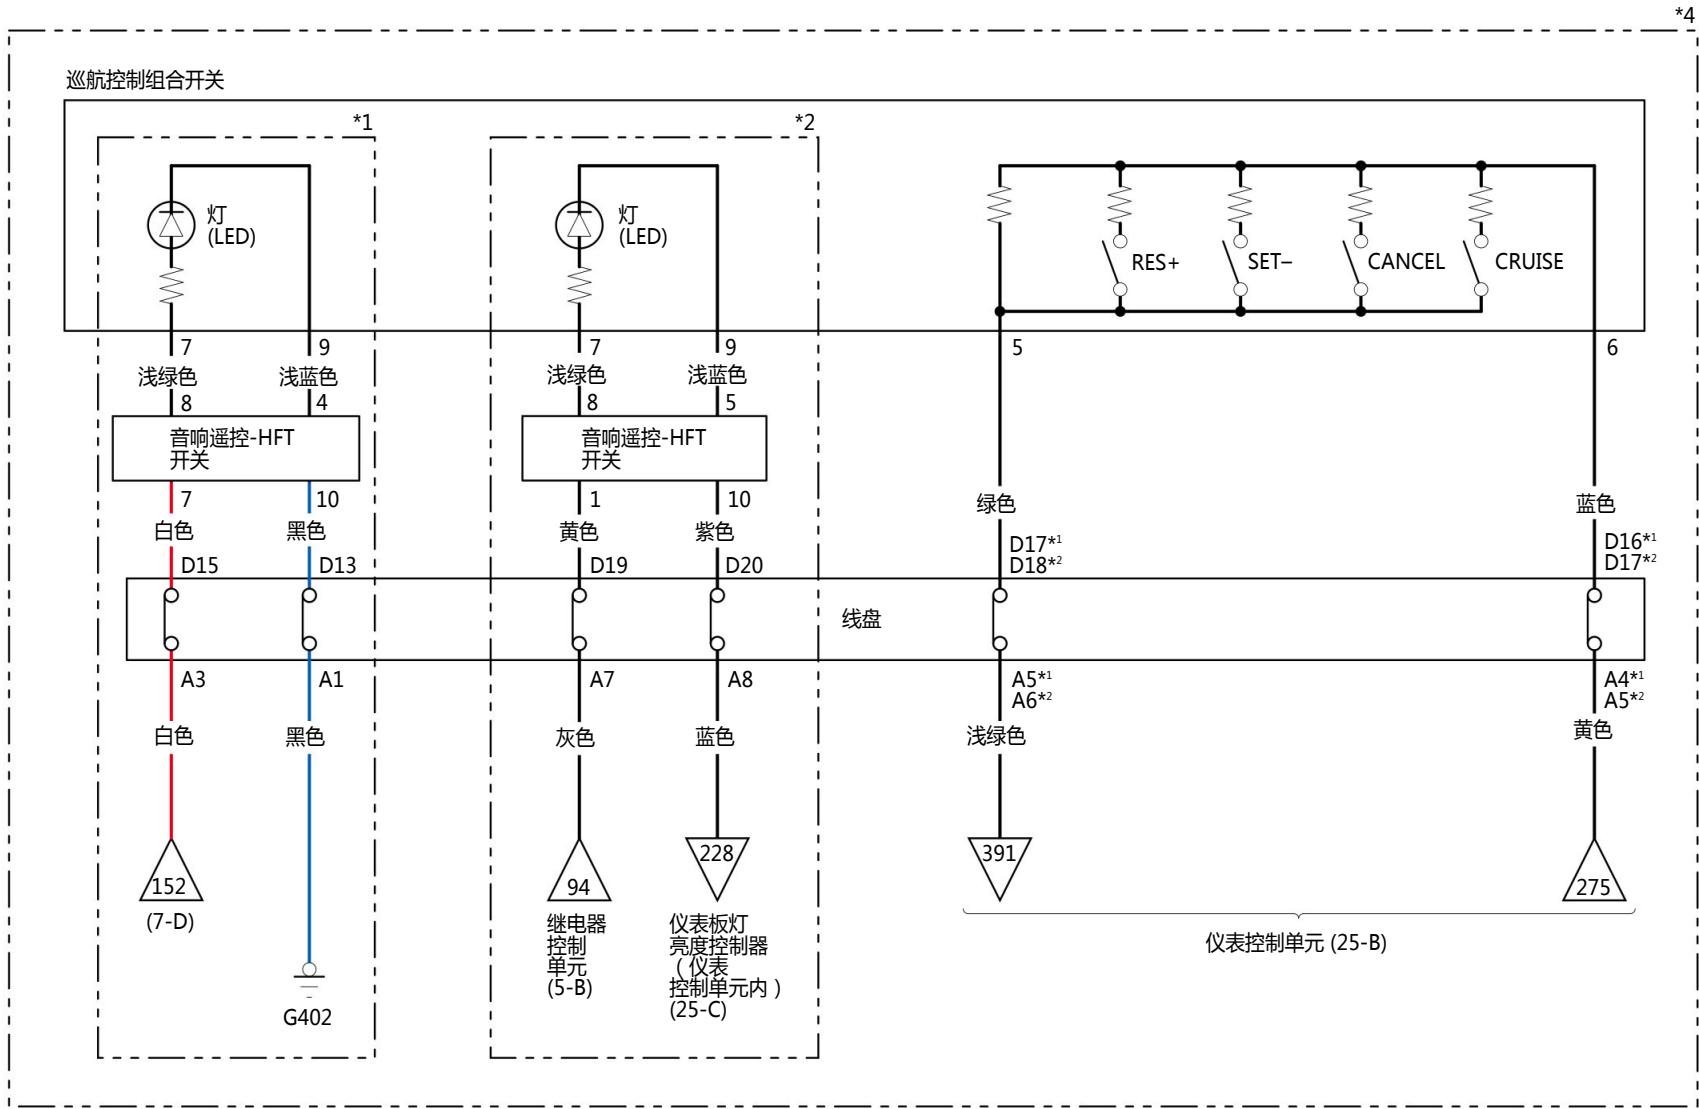 *4
巡航控制组合开关
*1
*2
灯
(LED)
灯
(LED)
RES+
SET–
CANCEL
CRUISE
7
9
7
9
5
6
浅绿色
浅蓝色
浅绿色
浅蓝色
8
4
8
5
音响遥控-HFT
开关
音响遥控-HFT
开关
7
10
1
10
白色
黑色
黄色
紫色
绿色
蓝色
D15
D13
D19
D20
D17*1
D18*2
D16*1
D17*2
线盘
A3
A1
A7
A8
A5*1
A6*2
A4*1
A5*2
白色
黑色
灰色
蓝色
浅绿色
黄色
152
(7-D)
94
228
391
275
继电器
控制
单元
(5-B)
仪表板灯
亮度控制器
（仪表
控制单元内）
(25-C)
仪表控制单元 (25-B)
G402